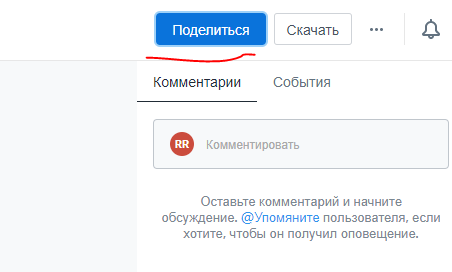 Поделиться Скачать ...
Комментарии События
RR Комментировать
Оставьте комментарий и начните
обсуждение. @Упомяните пользователя, если
хотите, чтобы он получил оповещение.